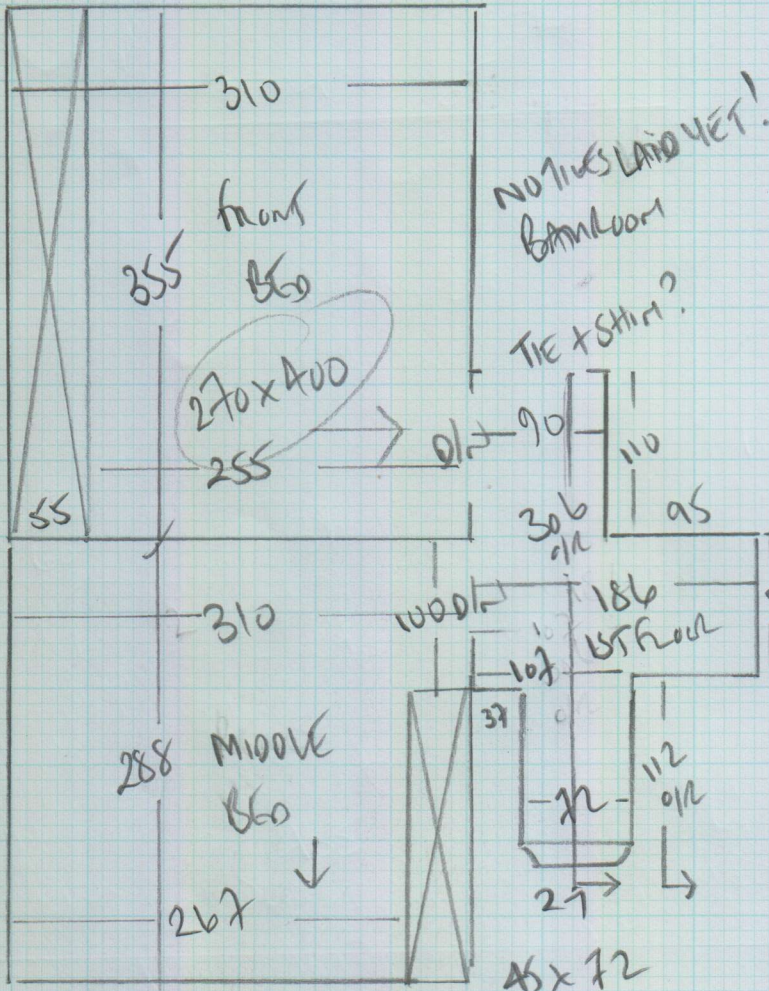 310
FRONT
BED
355
270 x 400
255
55
NO TILES LAID YET!
BATHROOM
TIE + SHIM?
D/W
90
110
306
O/R
95
310
100
D/W
186
1ST FLOOR
107
37
288
MIDDLE
BED
72
112
O/R
267
27
45 x 72